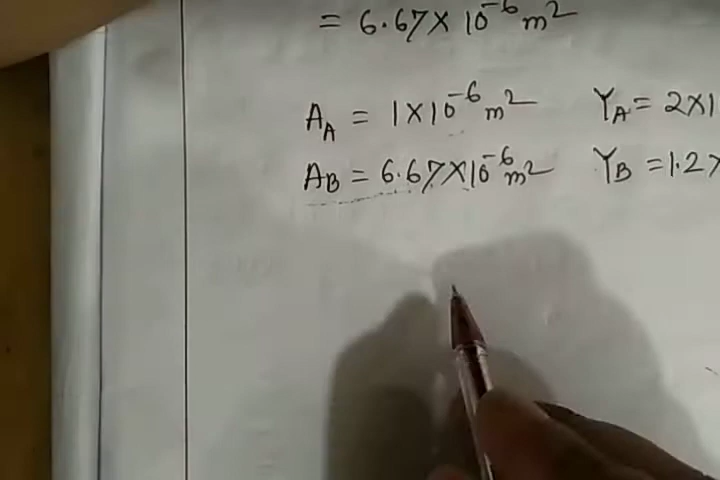 = 6.67 × 10⁻⁶ m²
A_A = 1 × 10⁻⁶ m² Y_A = 2×1
A_B = 6.67 × 10⁻⁶ m² Y_B = 1.2×